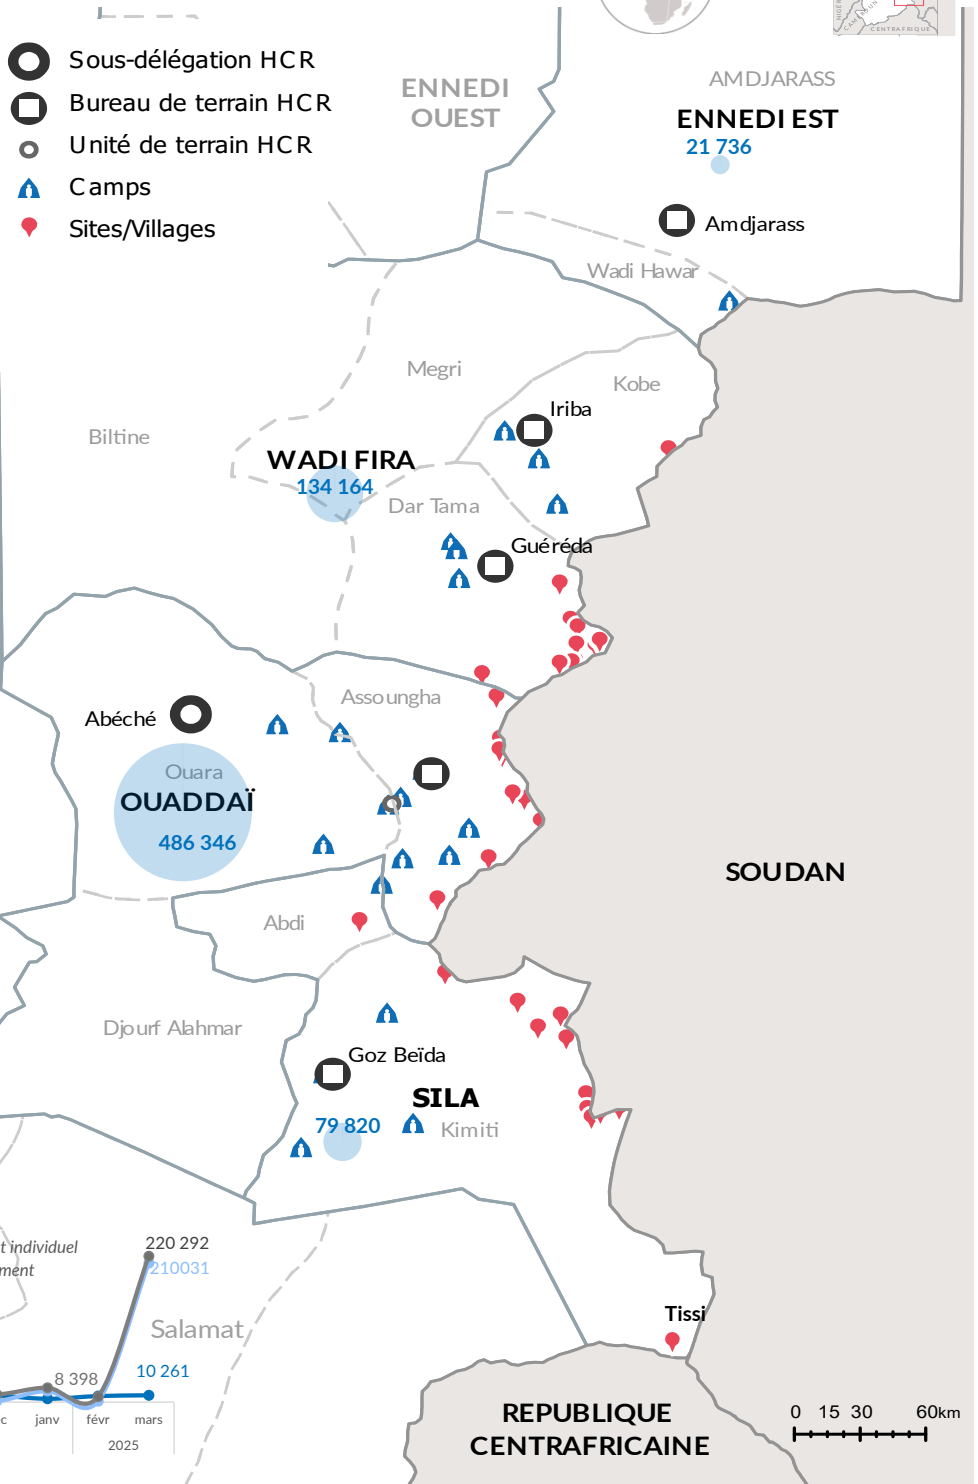 NIGER
CAMEROUN
CENTRAFRIQUE
Sous-délégation HCR
Bureau de terrain HCR
Unité de terrain HCR
Camps
Sites/Villages
ENNEDI
OUEST
AMDJARASS
ENNEDI EST
21 736
Amdjarass
Wadi Hawar
Megri
Kobe
Iriba
Biltine
WADI FIRA
134 164
Dar Tama
Guéréda
Assoungha
Abéché
Ouara
OUADDAÏ
486 346
SOUDAN
Abdi
Djourf Alahmar
Goz Beïda
SILA
79 820
Kimiti
t individuel
ment
220 292
210031
Salamat
Tissi
8 398
10 261
c janv févr mars
2025
REPUBLIQUE
CENTRAFRICAINE
0 15 30 60km